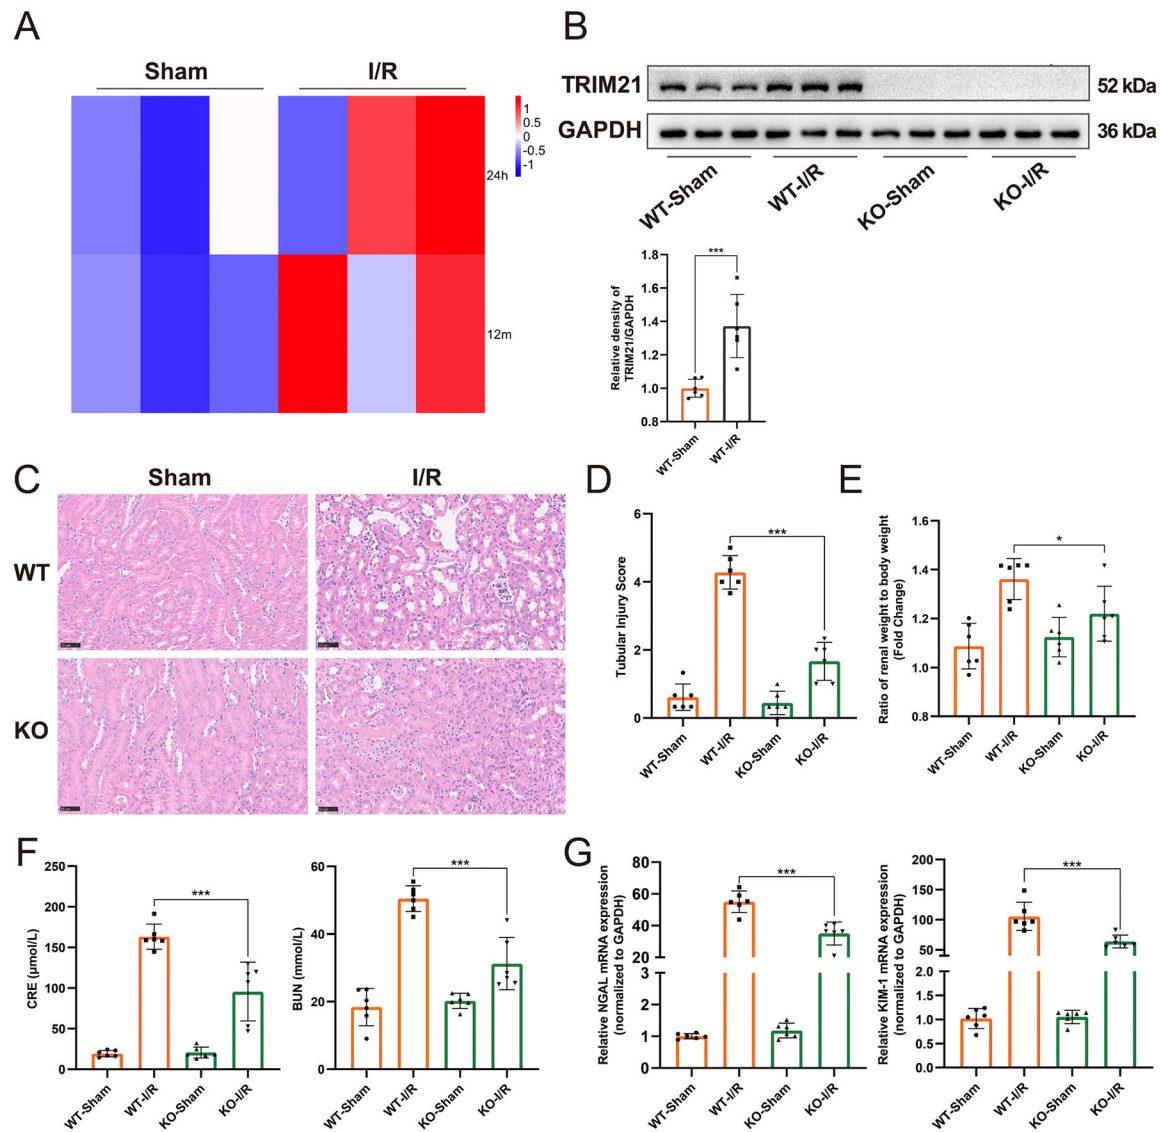 A
Sham
I/R
1
0.5
0
-0.5
-1
24h
12m
B
TRIM21
52 kDa
GAPDH
36 kDa
WT-Sham
WT-I/R
KO-Sham
KO-I/R
Relative density of
TRIM21/GAPDH
1.8
1.6
1.4
1.2
1.0
0.8
***
WT-Sham
WT-I/R
C
Sham
I/R
WT
KO
D
Tubular Injury Score
6
4
2
0
***
WT-Sham
WT-I/R
KO-Sham
KO-I/R
E
Ratio of renal weight to body weight
(Fold Change)
1.6
1.4
1.2
1.0
0.8
*
WT-Sham
WT-I/R
KO-Sham
KO-I/R
F
CRE (μmol/L)
250
200
150
100
50
0
***
WT-Sham
WT-I/R
KO-Sham
KO-I/R
BUN (mmol/L)
60
40
20
0
***
WT-Sham
WT-I/R
KO-Sham
KO-I/R
G
Relative NGAL mRNA expression
(normalized to GAPDH)
80
60
40
20
3
2
1
0
***
WT-Sham
WT-I/R
KO-Sham
KO-I/R
Relative KIM-1 mRNA expression
(normalized to GAPDH)
200
150
100
50
2.0
1.5
1.0
0.5
0.0
***
WT-Sham
WT-I/R
KO-Sham
KO-I/R